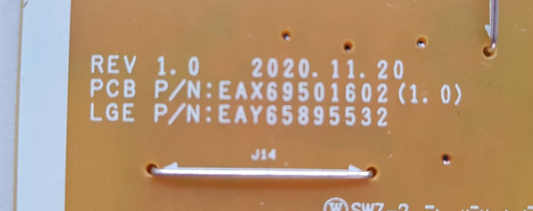 REV 1.0 2020.11.20
PCB P/N:EAX69501602(1.0)
LGE P/N:EAY65895532
J14